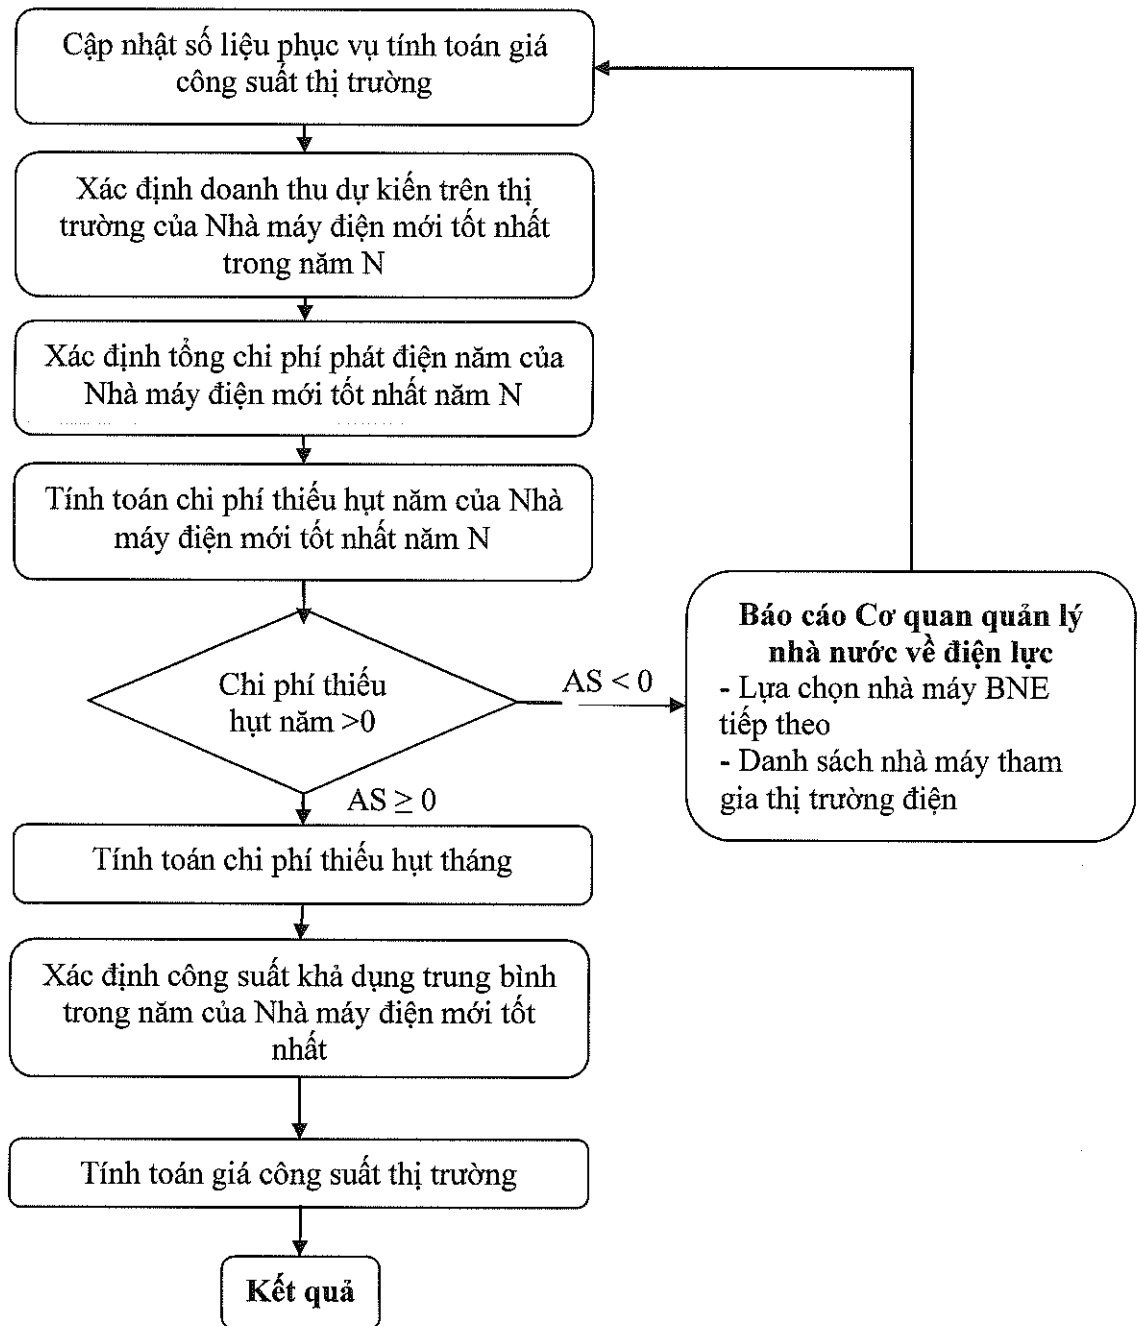 Cập nhật số liệu phục vụ tính toán giá
công suất thị trường
Xác định doanh thu dự kiến trên thị
trường của Nhà máy điện mới tốt nhất
trong năm N
Xác định tổng chi phí phát điện năm của
Nhà máy điện mới tốt nhất năm N
Tính toán chi phí thiếu hụt năm của Nhà
máy điện mới tốt nhất năm N
Chi phí thiếu
hụt năm >0
AS < 0
Báo cáo Cơ quan quản lý
nhà nước về điện lực
- Lựa chọn nhà máy BNE
tiếp theo
- Danh sách nhà máy tham
gia thị trường điện
AS ≥ 0
Tính toán chi phí thiếu hụt tháng
Xác định công suất khả dụng trung bình
trong năm của Nhà máy điện mới tốt
nhất
Tính toán giá công suất thị trường
Kết quả